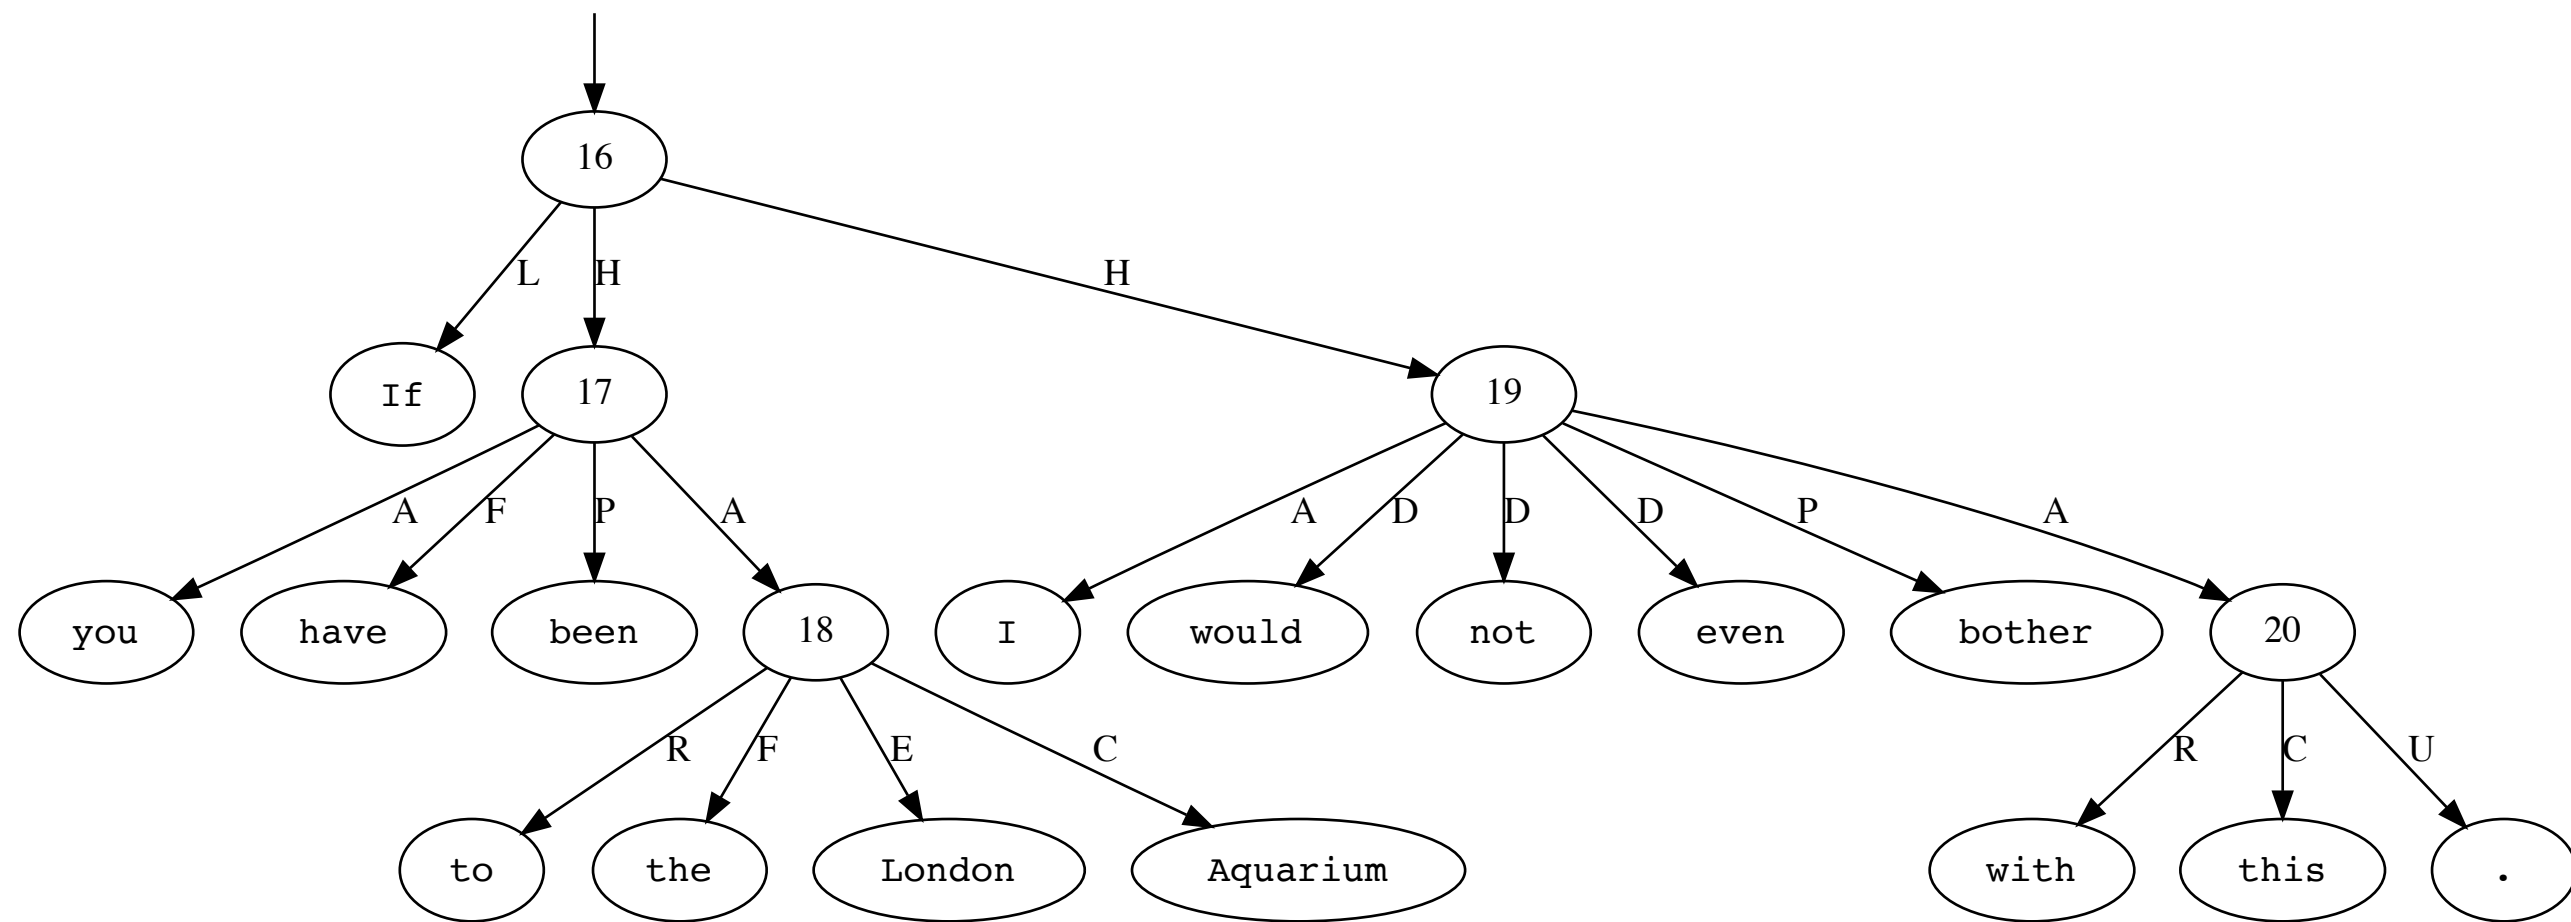 16
L H H
If 17 19
A F P A A D D D P A
you have been 18 I would not even bother 20
R F E C R C U
to the London Aquarium with this .